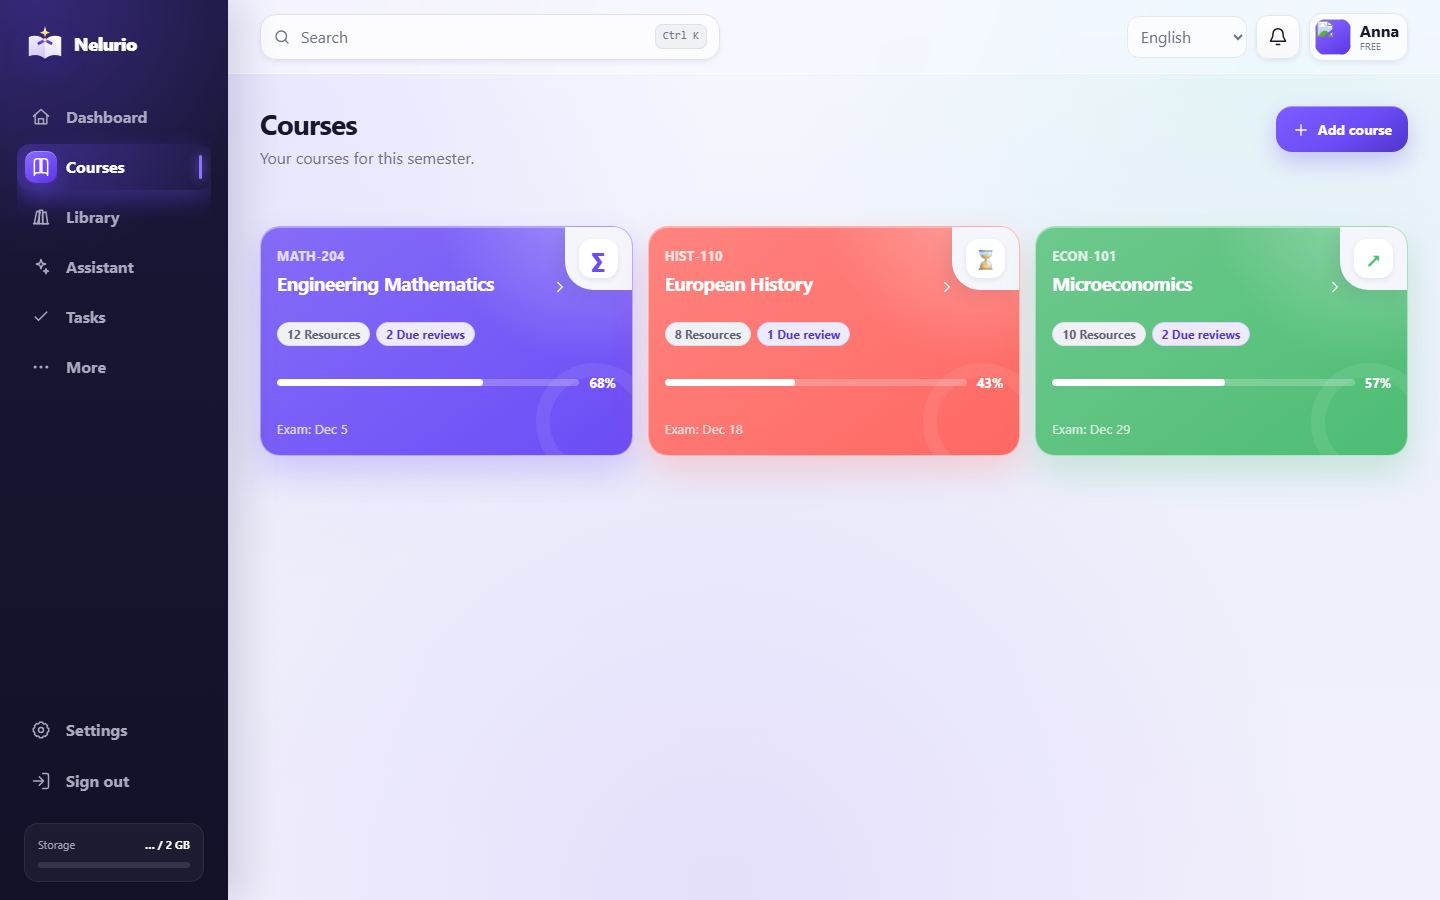 Nelurio
Dashboard
Courses
Library
Assistant
Tasks
More
Settings
Sign out
Storage
... / 2 GB
Search
Ctrl K
English
Anna
FREE
Courses
Your courses for this semester.
Add course
MATH-204
Engineering Mathematics
Σ
12 Resources
2 Due reviews
68%
Exam: Dec 5
HIST-110
European History
8 Resources
1 Due review
43%
Exam: Dec 18
ECON-101
Microeconomics
10 Resources
2 Due reviews
57%
Exam: Dec 29